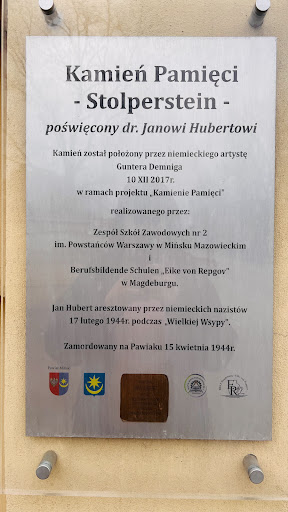 Kamień Pamięci
- Stolperstein -
poświęcony dr. Janowi Hubertowi
Kamień został położony przez niemieckiego artystę
Guntera Demniga
10 XII 2017r.
w ramach projektu „Kamienie Pamięci”
realizowanego przez:
Zespół Szkół Zawodowych nr 2
im. Powstańców Warszawy w Mińsku Mazowieckim
i
Berufsbildende Schulen „Eike von Repgov”
w Magdeburgu.
Jan Hubert aresztowany przez niemieckich nazistów
17 lutego 1944r. podczas „Wielkiej Wsypy”.
Zamordowany na Pawiaku 15 kwietnia 1944r.